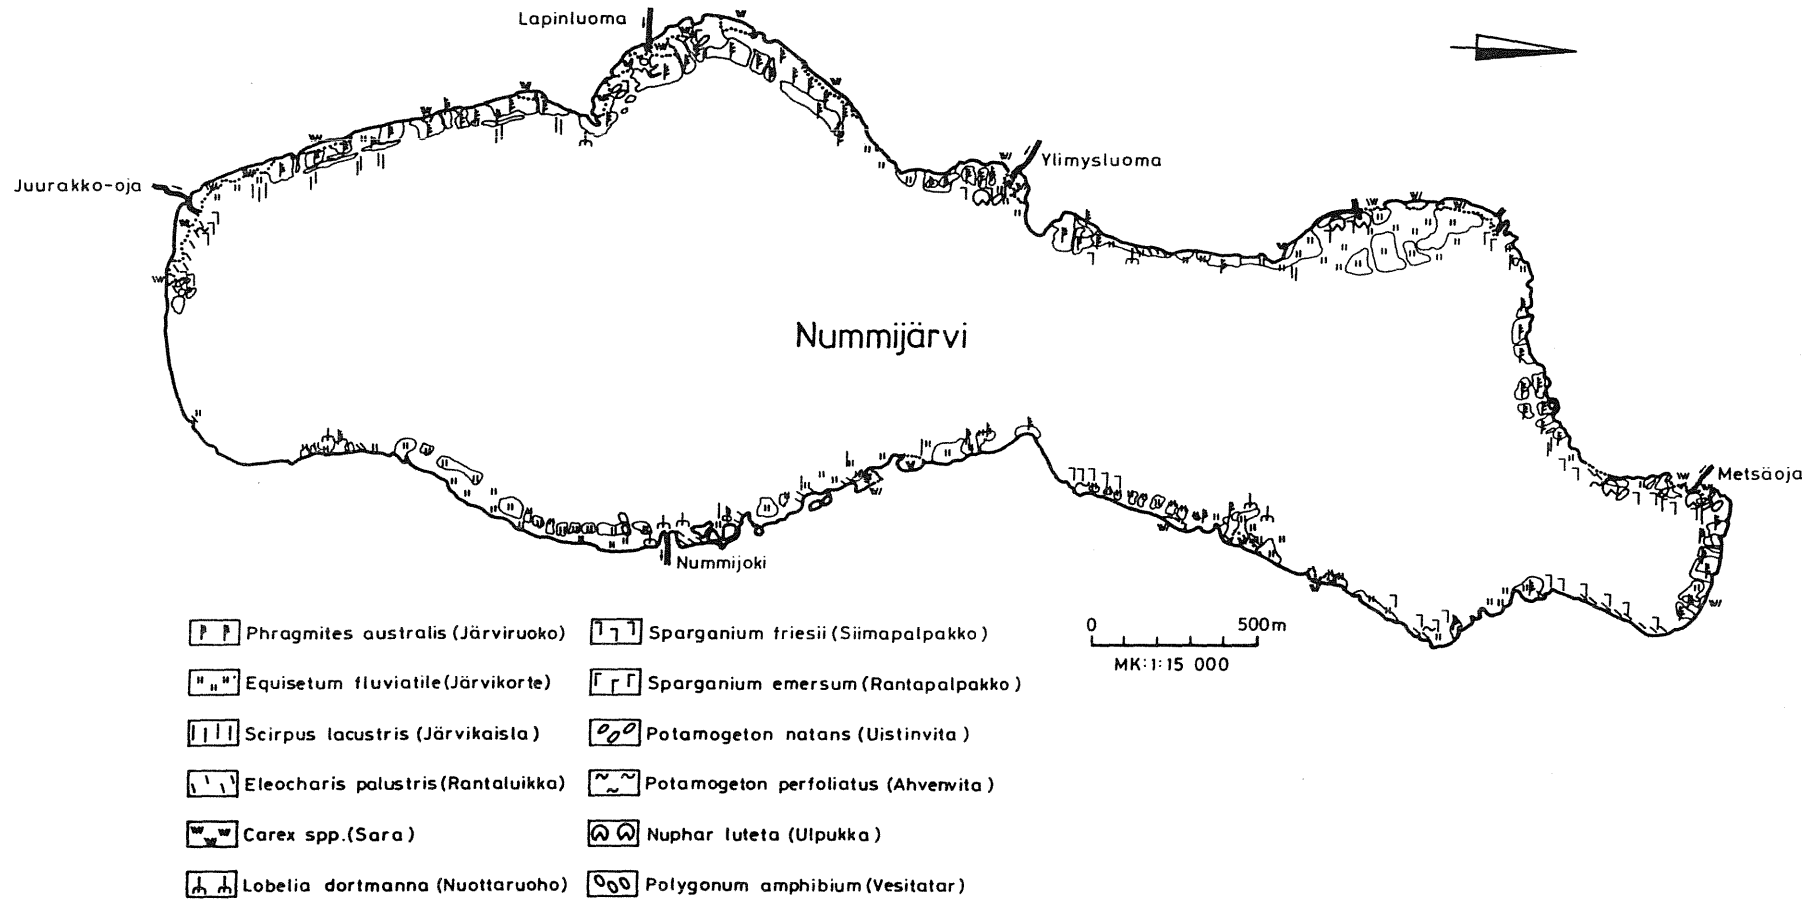 Lapinluoma
Juurakko-oja
Ylimysluoma
Nummijärvi
Metsäoja
Nummijoki
Phragmites australis (Järviruoko)
Equisetum fluviatile (Järvikorte)
Scirpus lacustris (Järvikaisla)
Eleocharis palustris (Rantaluikka)
Carex spp. (Sara)
Lobelia dortmanna (Nuottaruoho)
Sparganium friesii (Siimapalpakko)
Sparganium emersum (Rantapalpakko)
Potamogeton natans (Uistinvita)
Potamogeton perfoliatus (Ahvenvita)
Nuphar luteta (Ulpukka)
Polygonum amphibium (Vesitatar)
0 500m
MK:1:15 000